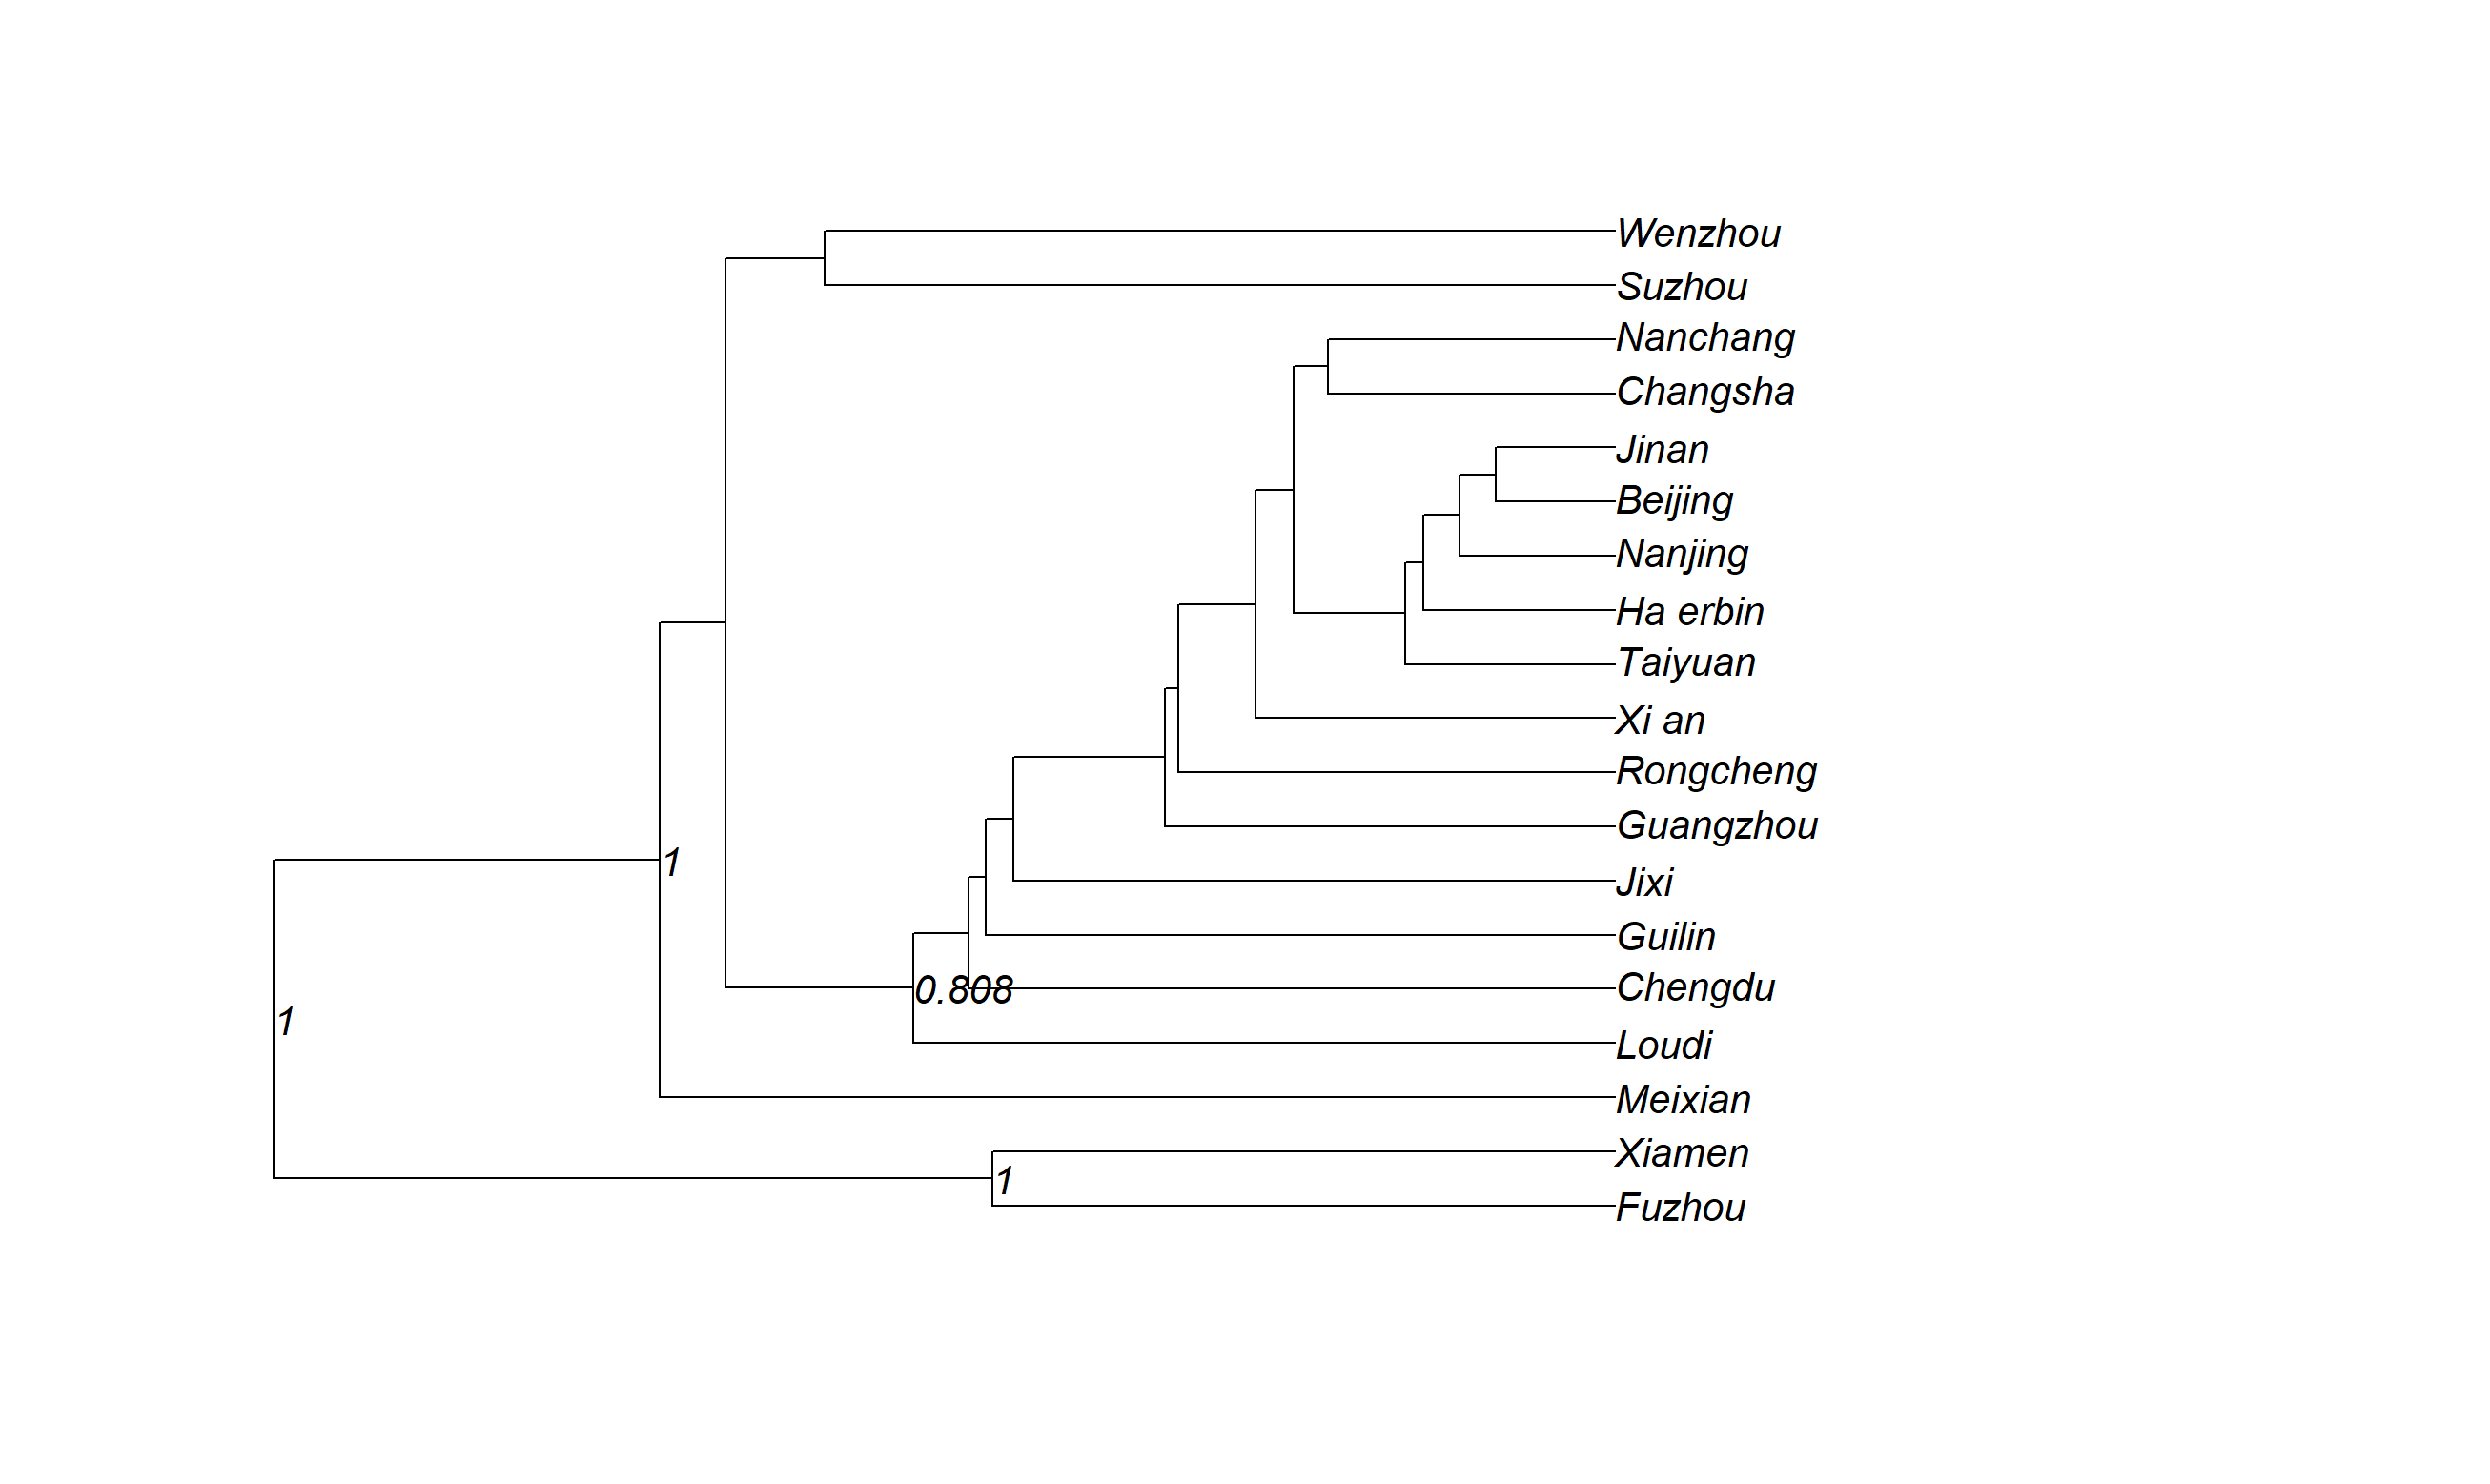 Wenzhou
Suzhou
Nanchang
Changsha
Jinan
Beijing
Nanjing
Ha erbin
Taiyuan
Xi an
Rongcheng
Guangzhou
1
Jixi
Guilin
0.808
Chengdu
1
Loudi
Meixian
Xiamen
1
Fuzhou